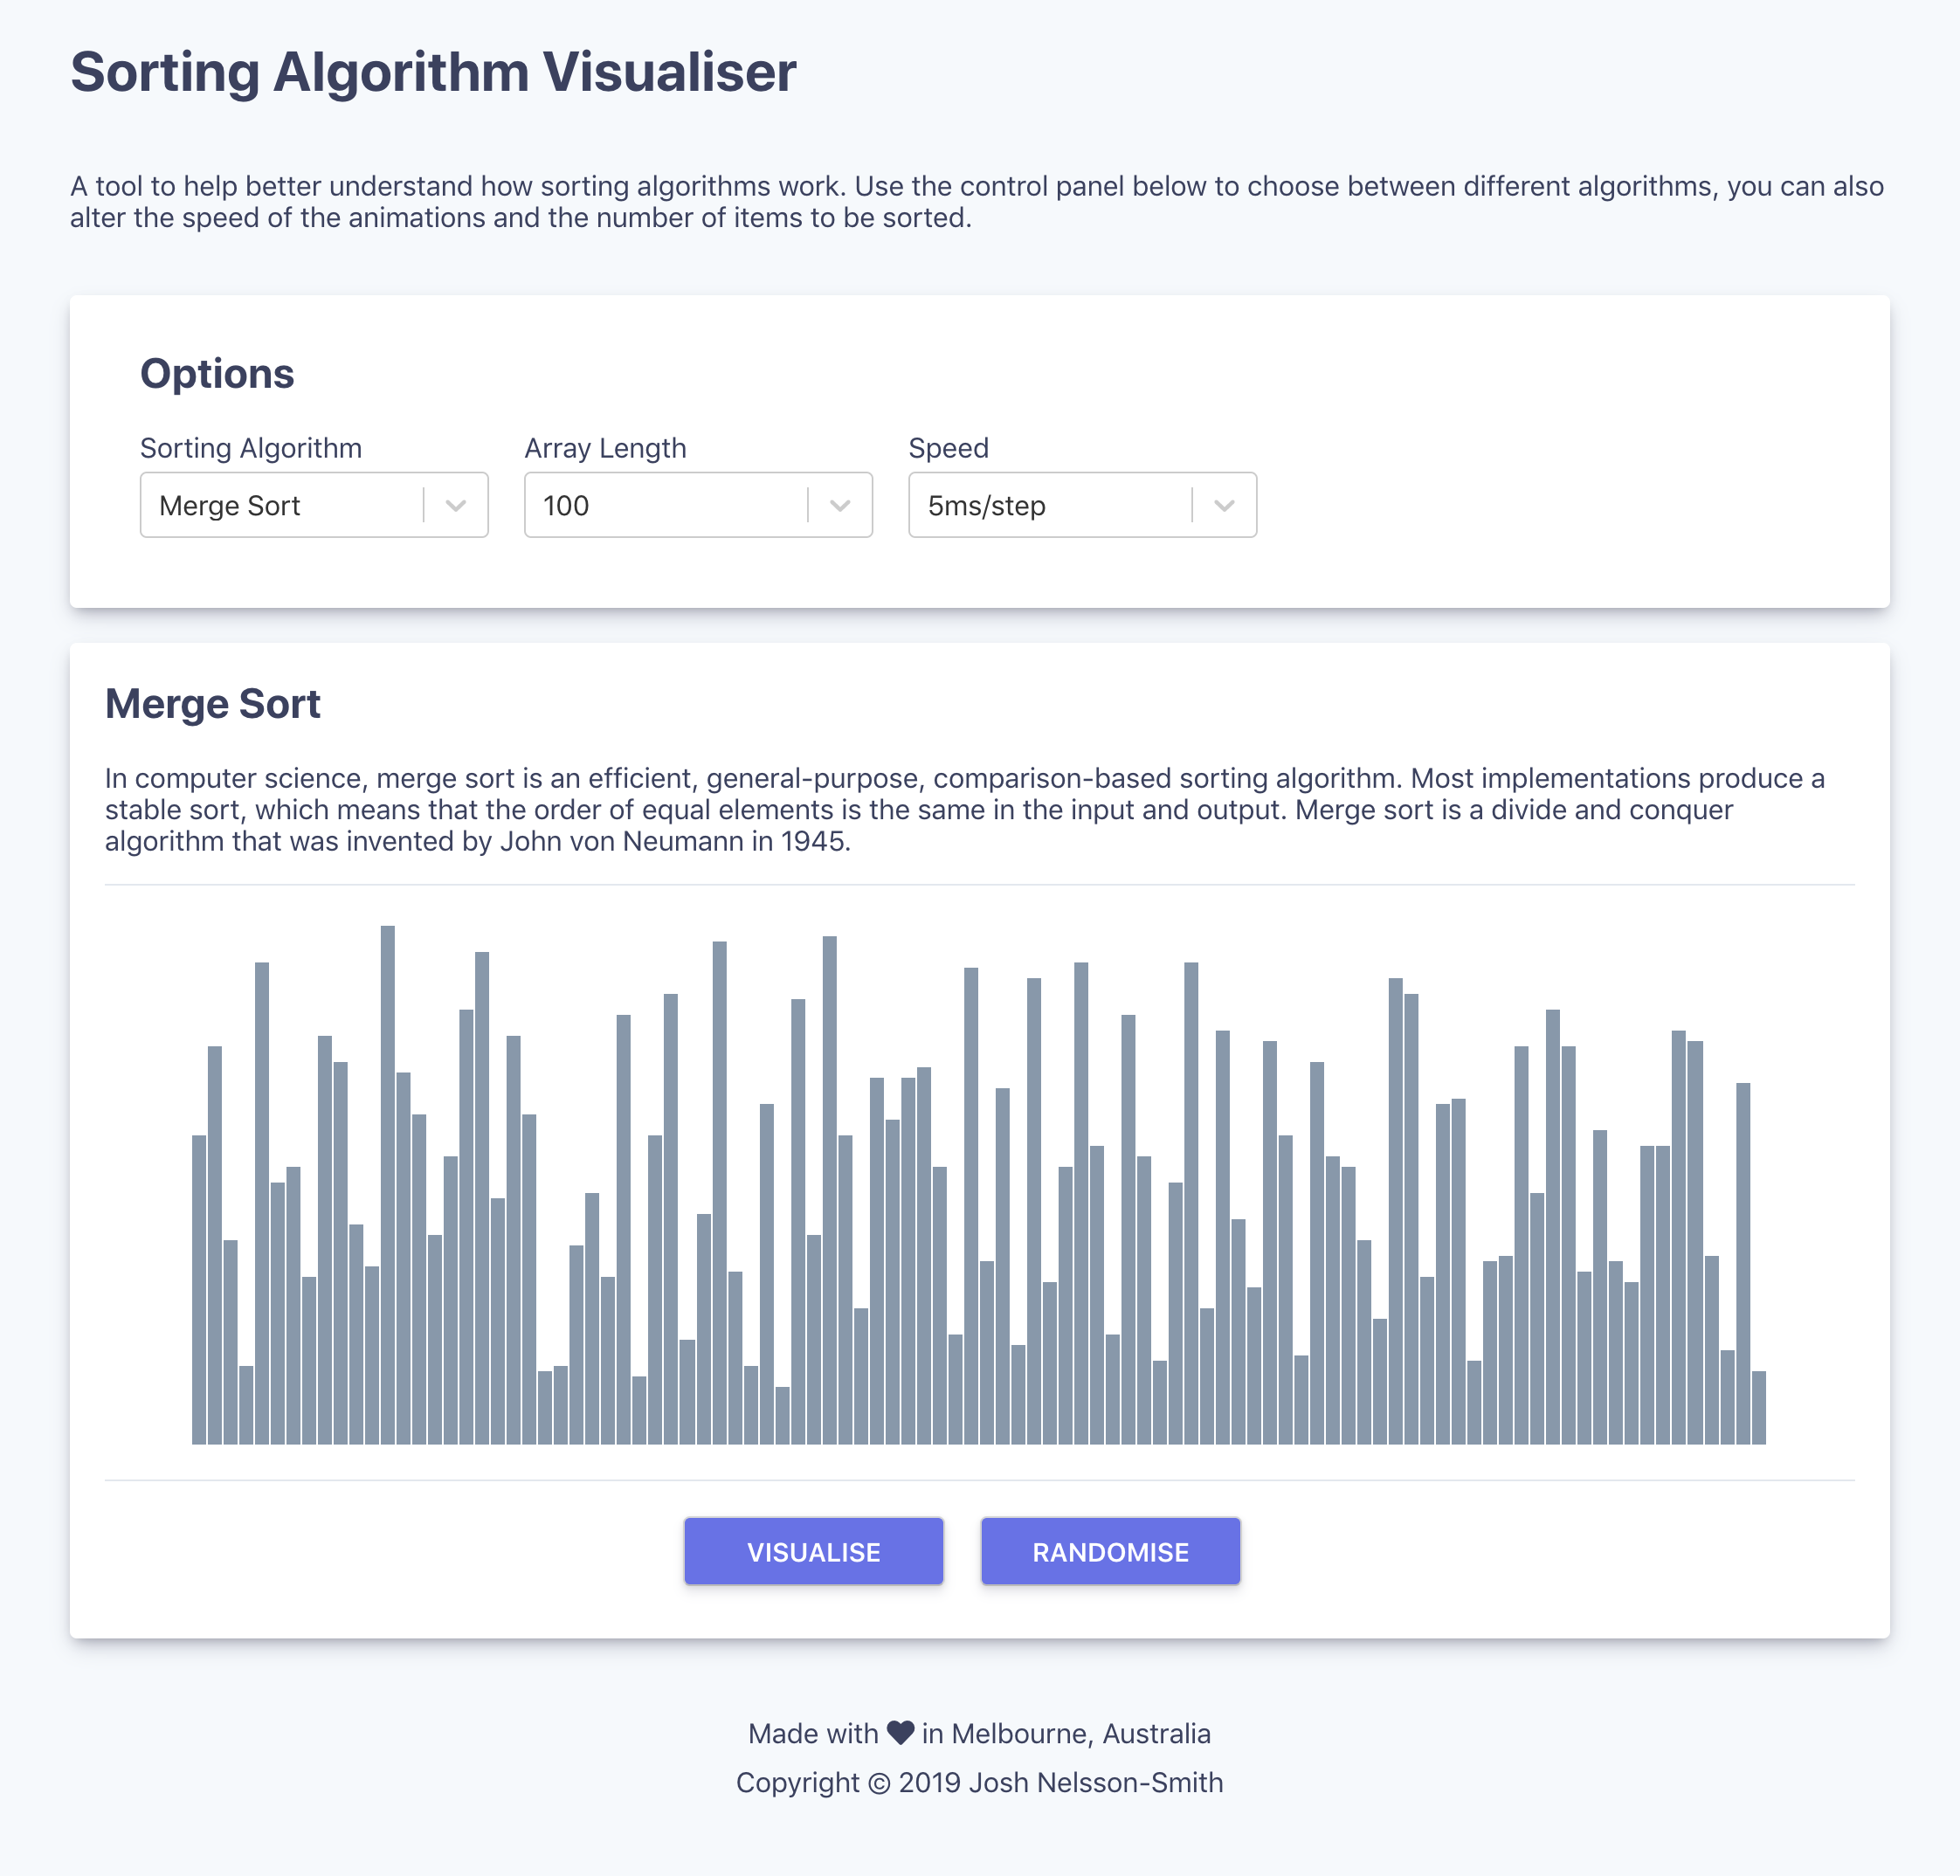 Sorting Algorithm Visualiser
A tool to help better understand how sorting algorithms work. Use the control panel below to choose between different algorithms, you can also
alter the speed of the animations and the number of items to be sorted.
Options
Sorting Algorithm
Array Length
Speed
Merge Sort
100
5ms/step
Merge Sort
In computer science, merge sort is an efficient, general-purpose, comparison-based sorting algorithm. Most implementations produce a
stable sort, which means that the order of equal elements is the same in the input and output. Merge sort is a divide and conquer
algorithm that was invented by John von Neumann in 1945.
VISUALISE
RANDOMISE
Made with ♥ in Melbourne, Australia
Copyright © 2019 Josh Nelsson-Smith